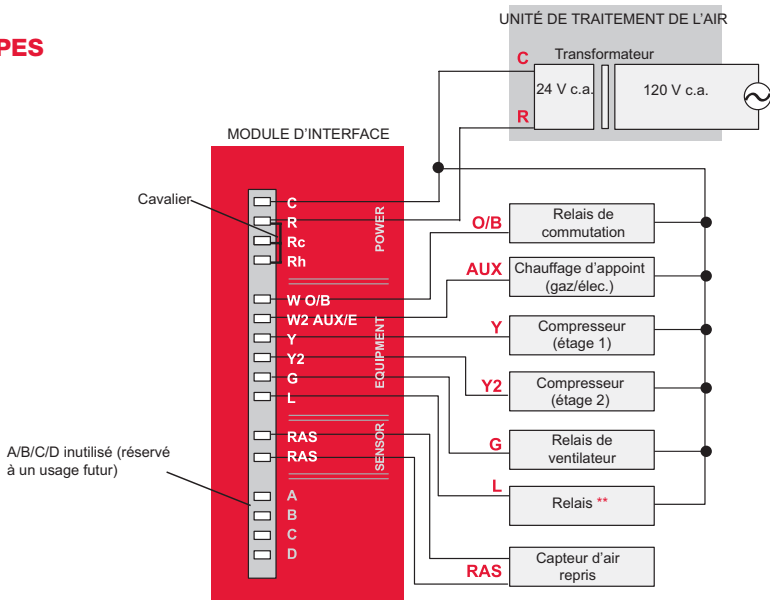 UNITÉ DE TRAITEMENT DE L'AIR
PES
C
Transformateur
24 V c.a.
120 V c.a.
R
MODULE D'INTERFACE
Cavalier
C
R
Rc
Rh
POWER
W O/B
W2 AUX/E
Y
Y2
G
L
EQUIPMENT
RAS
RAS
SENSOR
A
B
C
D
A/B/C/D inutilisé (réservé
à un usage futur)
O/B
Relais de
commutation
AUX
Chauffage d'appoint
(gaz/élec.)
Y
Compresseur
(étage 1)
Y2
Compresseur
(étage 2)
G
Relais de
ventilateur
L
Relais **
RAS
Capteur d'air
repris